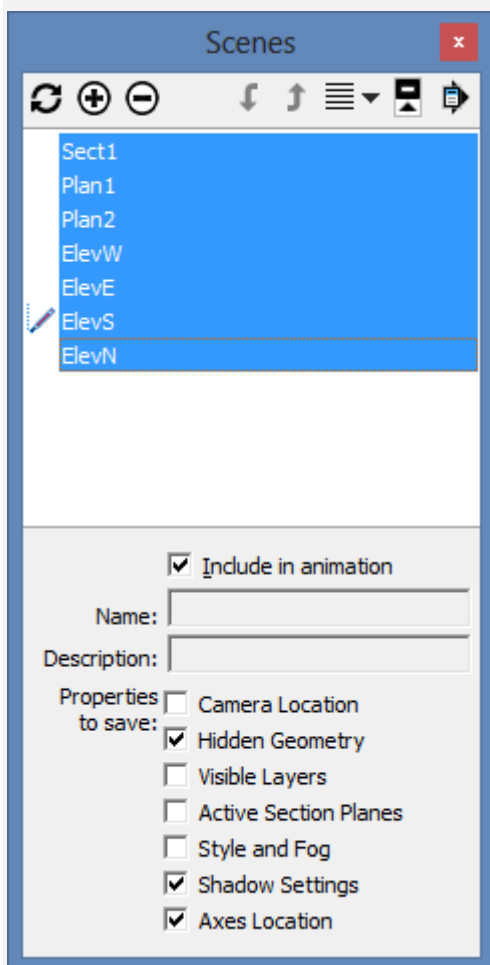 Scenes
Sect1
Plan1
Plan2
ElevW
ElevE
ElevS
ElevN
Include in animation
Name:
Description:
Properties to save:
Camera Location
Hidden Geometry
Visible Layers
Active Section Planes
Style and Fog
Shadow Settings
Axes Location